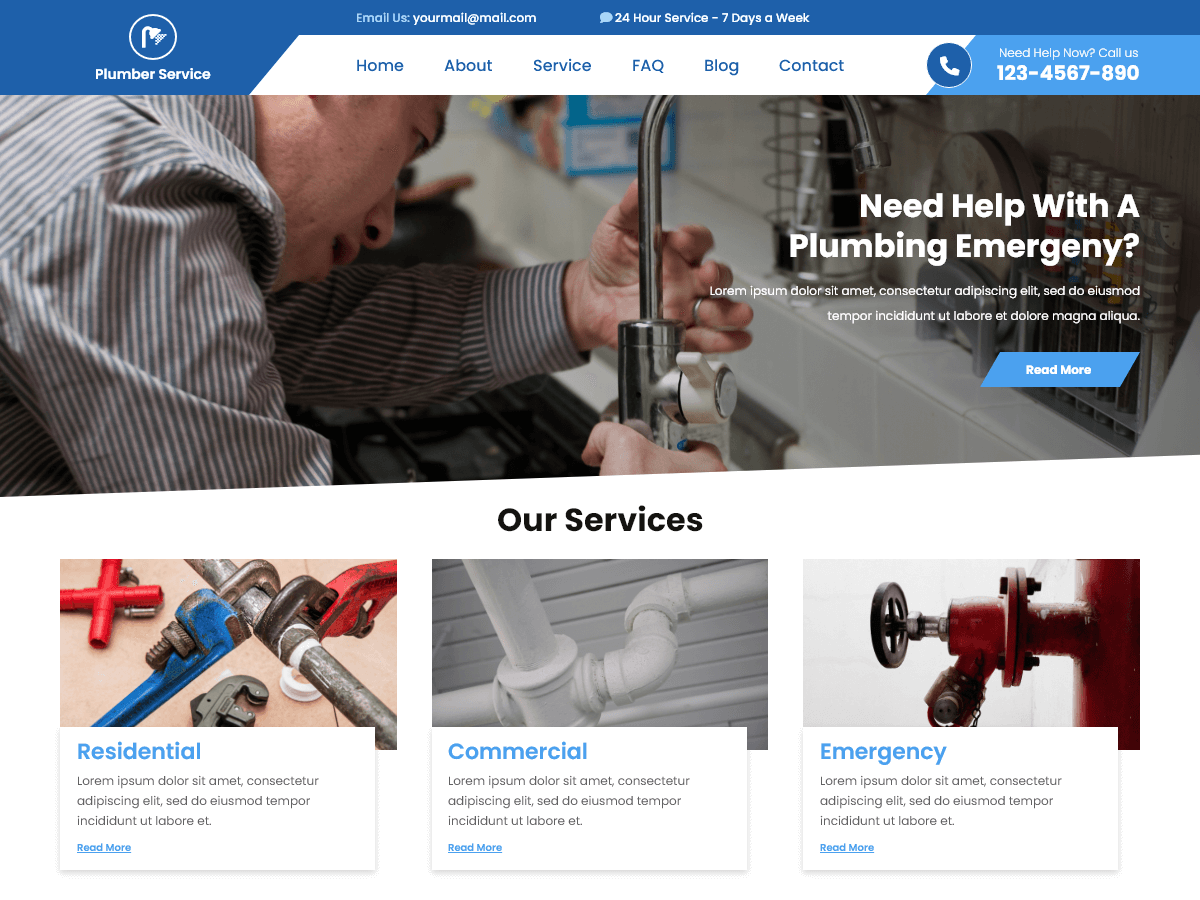 Email Us: yourmail@mail.com
24 Hour Service - 7 Days a Week
Plumber Service
Home
About
Service
FAQ
Blog
Contact
Need Help Now? Call us
123-4567-890
Need Help With A
Plumbing Emergeny?
Lorem ipsum dolor sit amet, consectetur adipiscing elit, sed do eiusmod
tempor incididunt ut labore et dolore magna aliqua.
Read More
Our Services
Residential
Lorem ipsum dolor sit amet, consectetur
adipiscing elit, sed do eiusmod tempor
incididunt ut labore et.
Read More
Commercial
Lorem ipsum dolor sit amet, consectetur
adipiscing elit, sed do eiusmod tempor
incididunt ut labore et.
Read More
Emergency
Lorem ipsum dolor sit amet, consectetur
adipiscing elit, sed do eiusmod tempor
incididunt ut labore et.
Read More